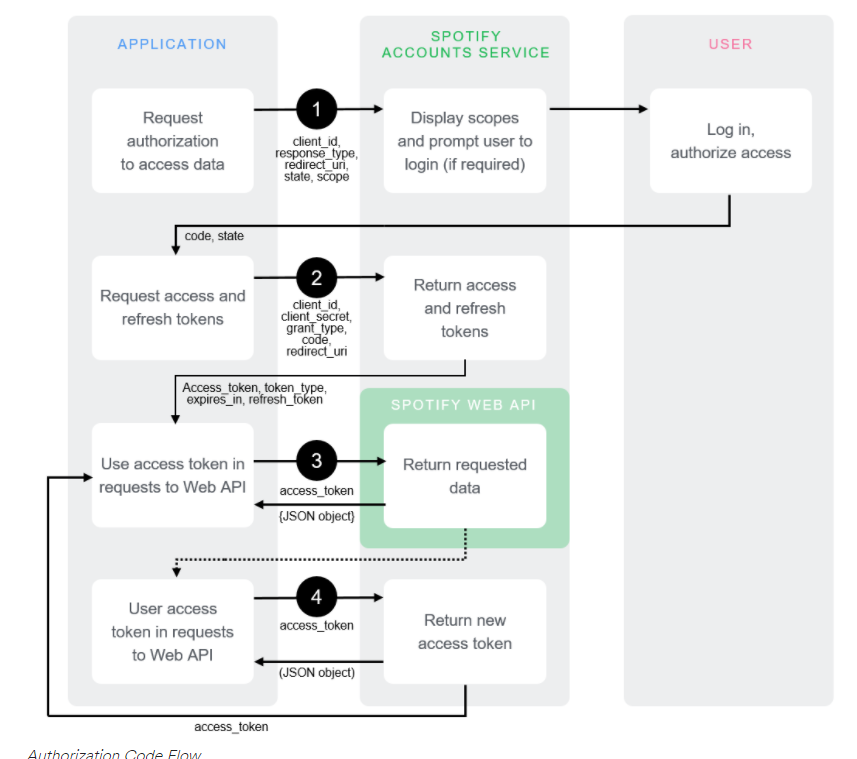 APPLICATION
SPOTIFY
ACCOUNTS SERVICE
USER
Request
authorization
to access data
1
client_id,
response_type,
redirect_uri,
state, scope
Display scopes
and prompt user to
login (if required)
Log in,
authorize access
code, state
Request access and
refresh tokens
2
client_id,
client_secret,
grant_type,
code,
redirect_uri
Return access
and refresh
tokens
Access_token, token_type,
expires_in, refresh_token
SPOTIFY WEB API
Use access token in
requests to Web API
3
access_token
{JSON object}
Return requested
data
User access
token in requests
to Web API
4
access_token
(JSON object)
Return new
access token
access_token
Authorization Code Flow